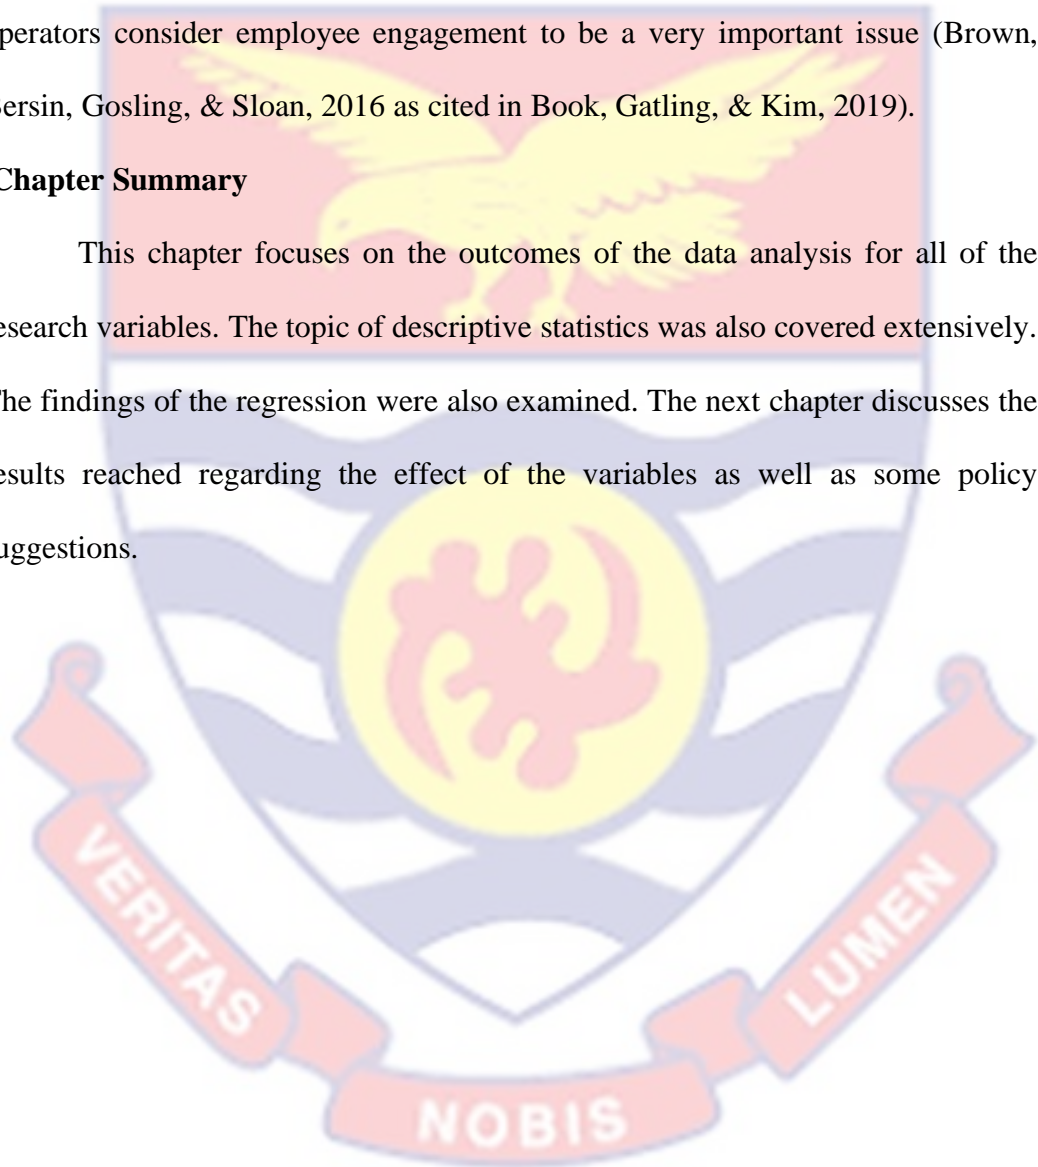 perators consider employee engagement to be a very important issue (Brown,
Bersin, Gosling, & Sloan, 2016 as cited in Book, Gatling, & Kim, 2019).
Chapter Summary
This chapter focuses on the outcomes of the data analysis for all of the
esearch variables. The topic of descriptive statistics was also covered extensively.
The findings of the regression were also examined. The next chapter discusses the
esults reached regarding the effect of the variables as well as some policy
uggestions.
VERITAS
NOBIS
LUMEN